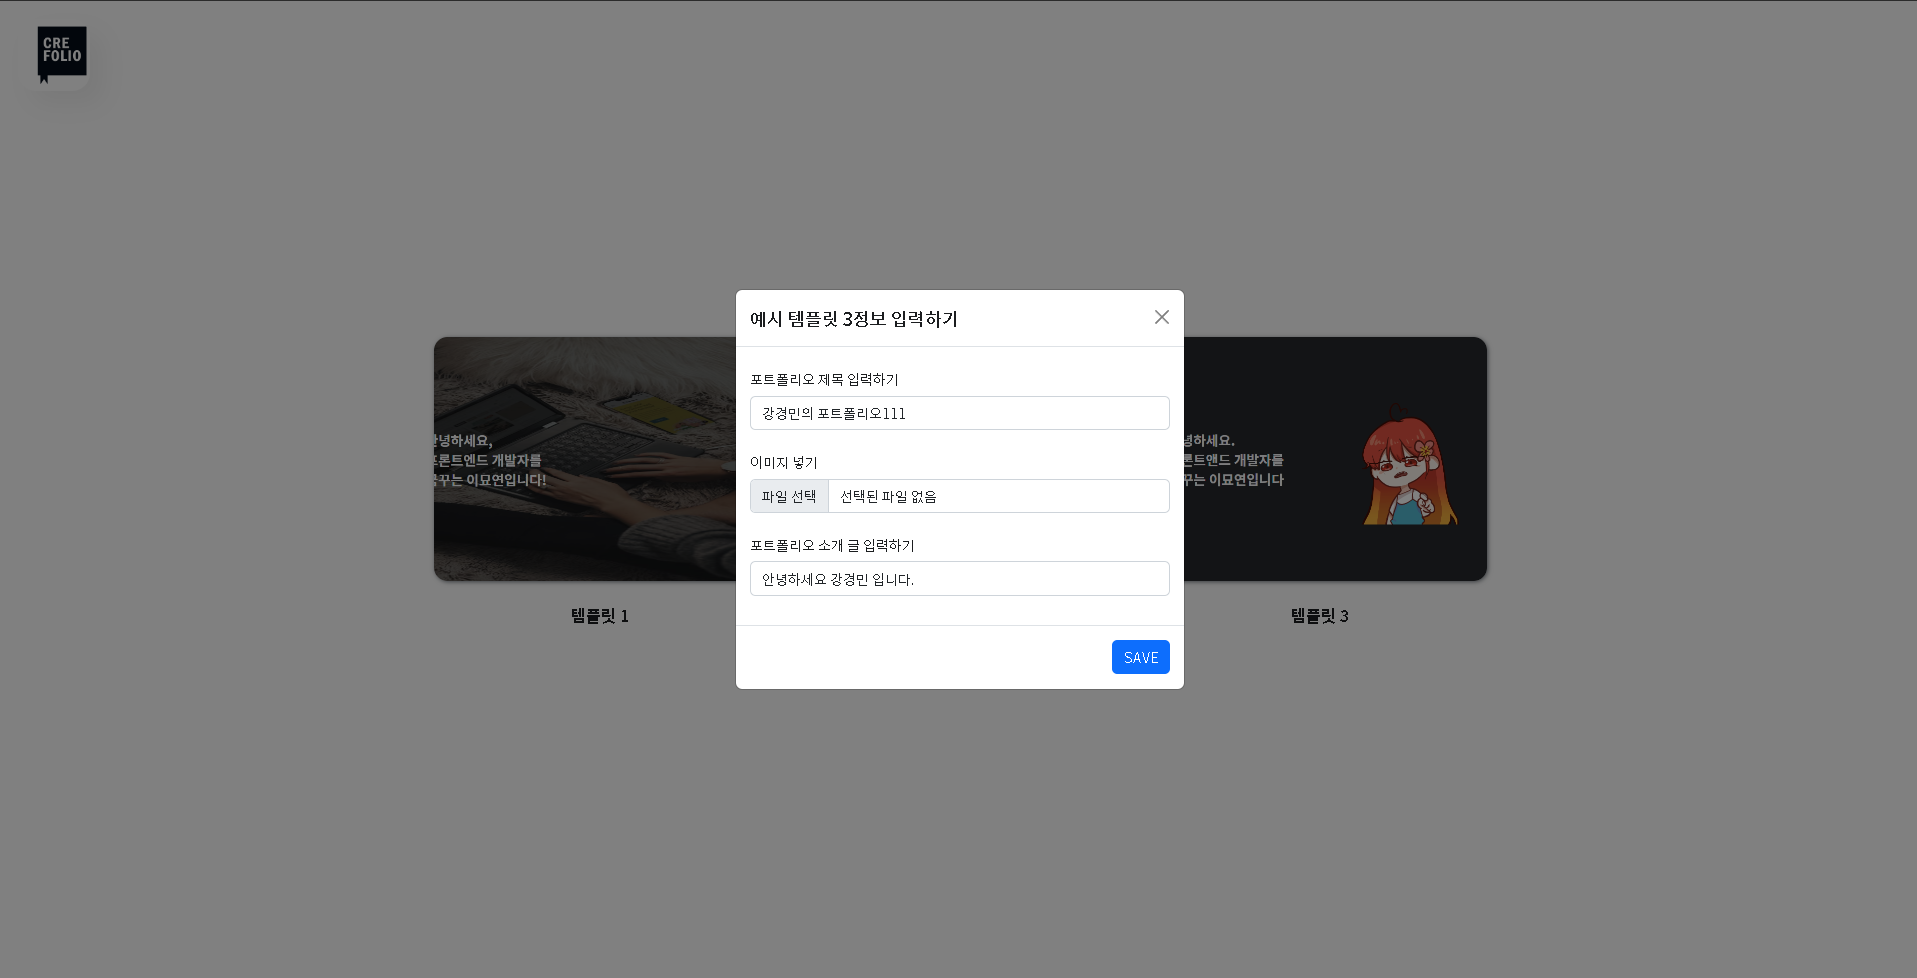 CRE
FOLIO
예시 템플릿 3정보 입력하기
포트폴리오 제목 입력하기
강경민의 포트폴리오111
이미지 넣기
파일 선택 선택된 파일 없음
포트폴리오 소개 글 입력하기
안녕하세요 강경민 입니다.
SAVE
안녕하세요,
프론트엔드 개발자를
꿈꾸는 이묘연입니다!
템플릿 1
녕하세요.
론트앤드 개발자를
꾸는 이묘연입니다
템플릿 3